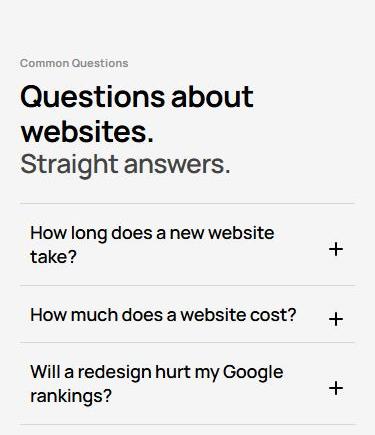 Common Questions
Questions about
websites.
Straight answers.
How long does a new website
take?
How much does a website cost?
Will a redesign hurt my Google
rankings?